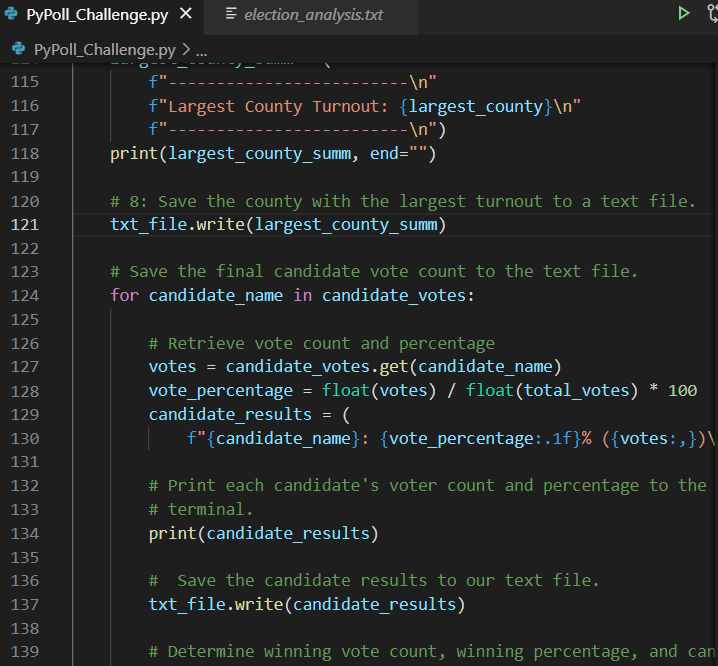 PyPoll_Challenge.py
election_analysis.txt
PyPoll_Challenge.py > ...
115 f"-------------------------\n"
116 f"Largest County Turnout: {largest_county}\n"
117 f"-------------------------\n")
118 print(largest_county_summ, end="")
119
120 # 8: Save the county with the largest turnout to a text file.
121 txt_file.write(largest_county_summ)
122
123 # Save the final candidate vote count to the text file.
124 for candidate_name in candidate_votes:
125
126 # Retrieve vote count and percentage
127 votes = candidate_votes.get(candidate_name)
128 vote_percentage = float(votes) / float(total_votes) * 100
129 candidate_results = (
130 f"{candidate_name}: {vote_percentage:.1f}% ({votes:,})\
131
132 # Print each candidate's voter count and percentage to the
133 # terminal.
134 print(candidate_results)
135
136 #  Save the candidate results to our text file.
137 txt_file.write(candidate_results)
138
139 # Determine winning vote count, winning percentage, and can